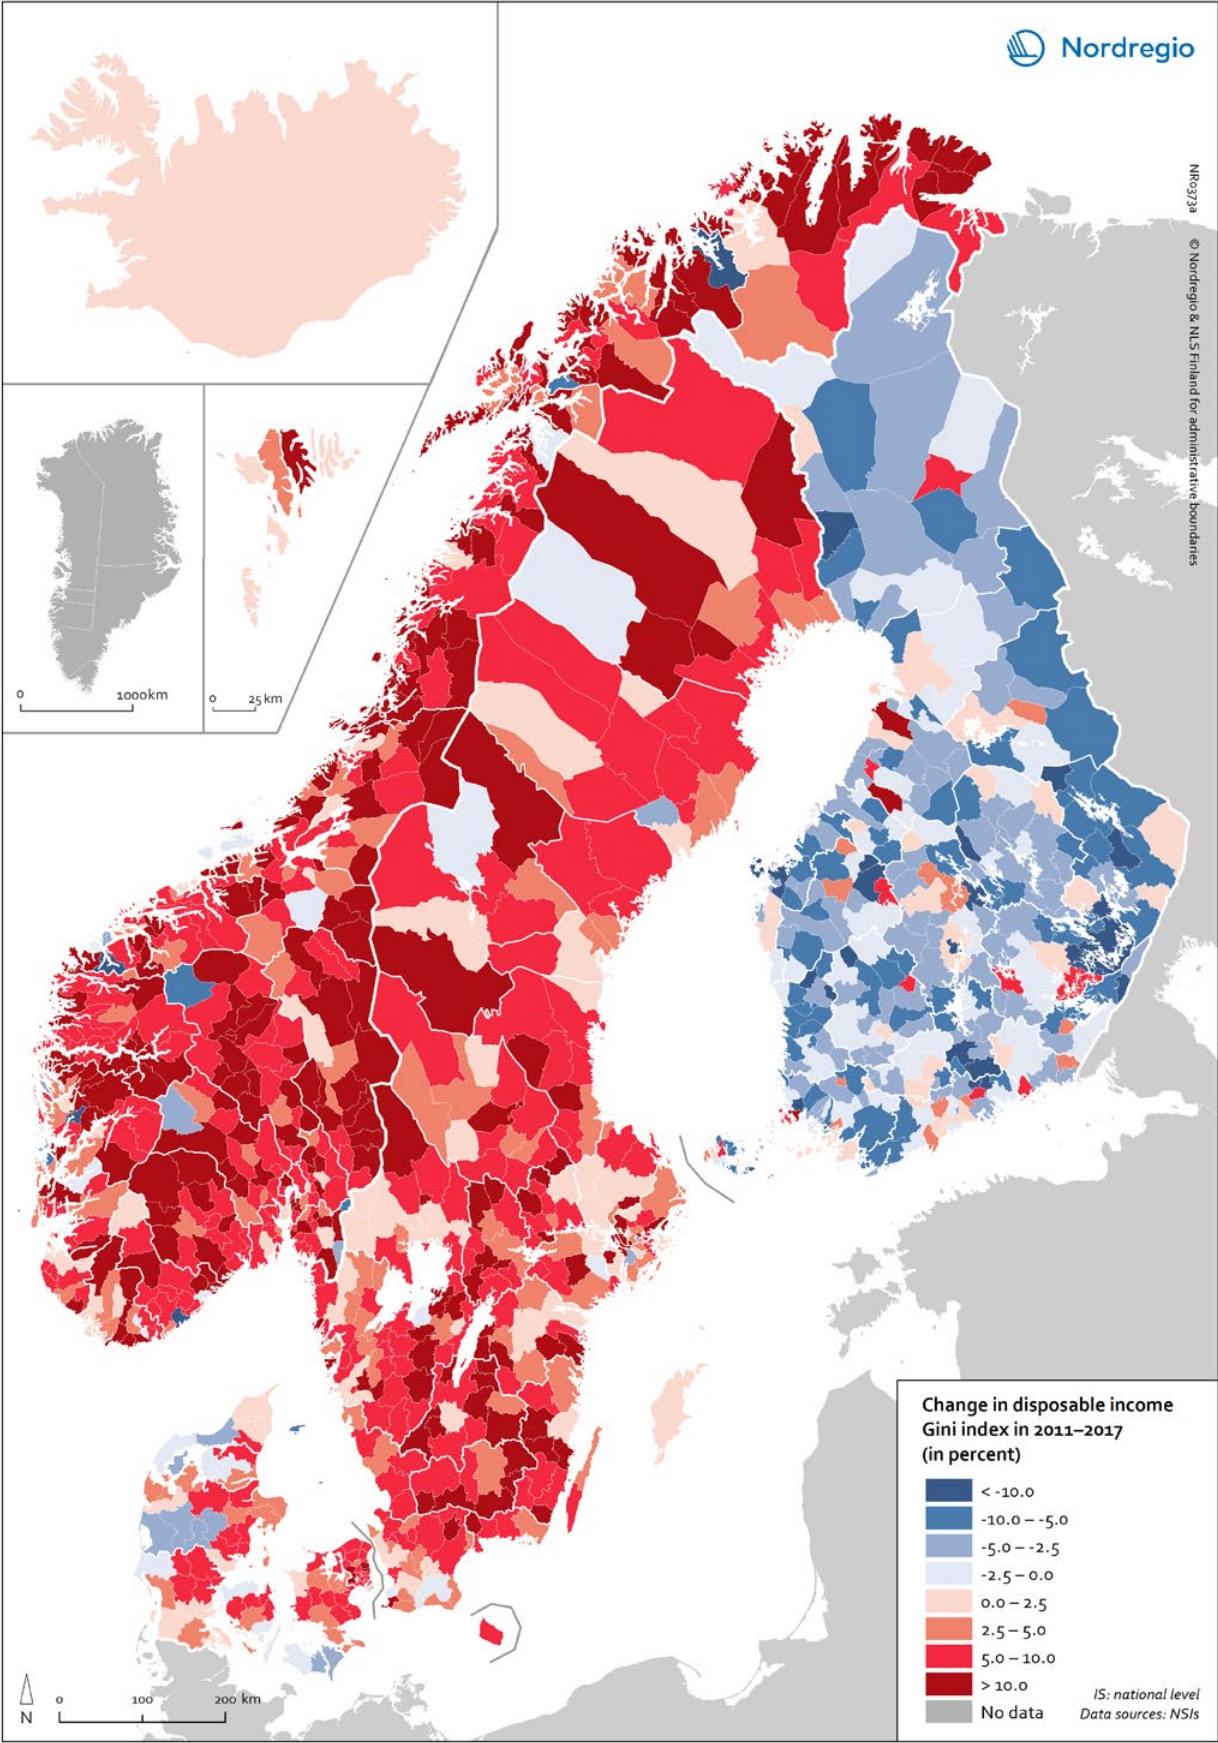 Nordregio
NR0373a
© Nordregio & NLS Finland for administrative boundaries
0
1000km
0
25 km
Change in disposable income
Gini index in 2011–2017
(in percent)
< -10.0
-10.0 – -5.0
-5.0 – -2.5
-2.5 – 0.0
0.0 – 2.5
2.5 – 5.0
5.0 – 10.0
> 10.0
No data
IS: national level
Data sources: NSIs
N
0
100
200 km